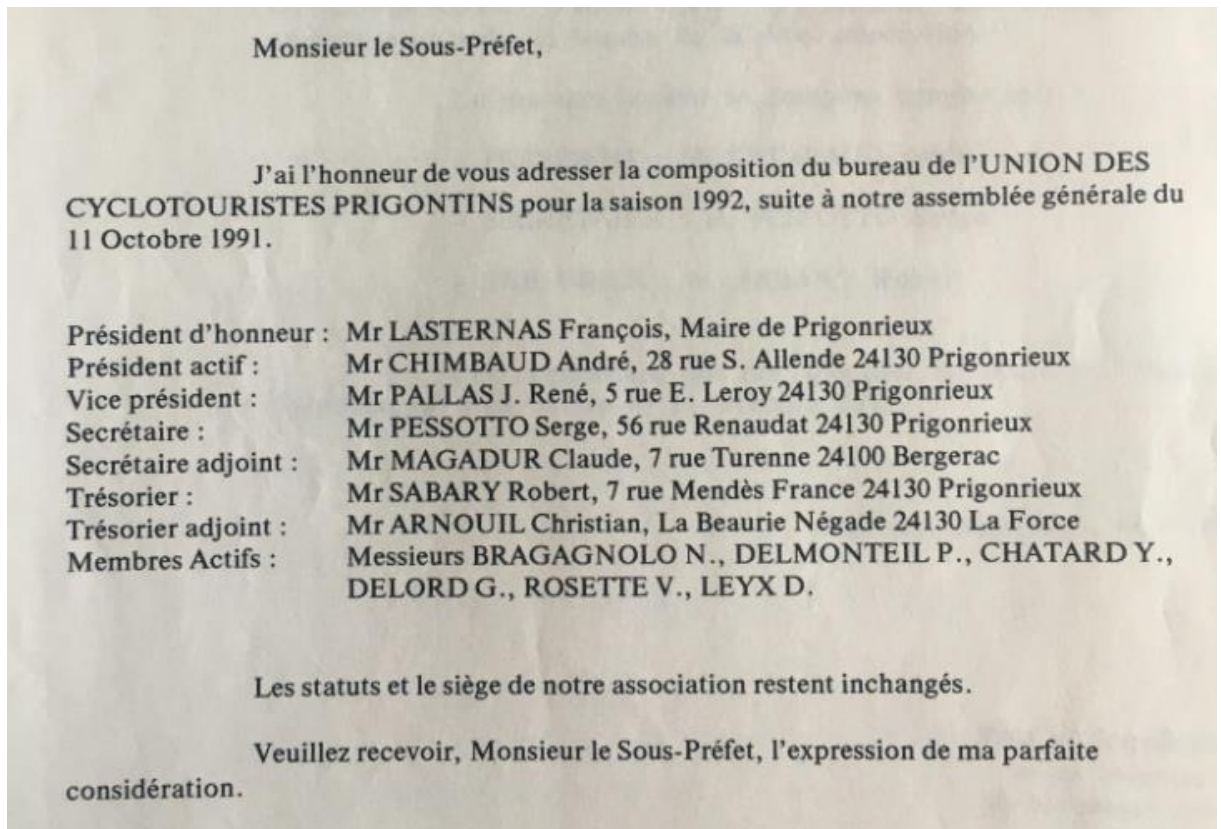 Monsieur le Sous-Préfet,
J'ai l'honneur de vous adresser la composition du bureau de l'UNION DES
CYCLOTOURISTES PRIGONTINS pour la saison 1992, suite à notre assemblée générale du
11 Octobre 1991.
Président d'honneur : Mr LASTERNAS François, Maire de Prigonrieux
Président actif : Mr CHIMBAUD André, 28 rue S. Allende 24130 Prigonrieux
Vice président : Mr PALLAS J. René, 5 rue E. Leroy 24130 Prigonrieux
Secrétaire : Mr PESSOTTO Serge, 56 rue Renaudat 24130 Prigonrieux
Secrétaire adjoint : Mr MAGADUR Claude, 7 rue Turenne 24100 Bergerac
Trésorier : Mr SABARY Robert, 7 rue Mendès France 24130 Prigonrieux
Trésorier adjoint : Mr ARNOUIL Christian, La Beaurie Négade 24130 La Force
Membres Actifs : Messieurs BRAGAGNOLO N., DELMONTEIL P., CHATARD Y.,
DELORD G., ROSETTE V., LEYX D.
Les statuts et le siège de notre association restent inchangés.
Veuillez recevoir, Monsieur le Sous-Préfet, l'expression de ma parfaite
considération.